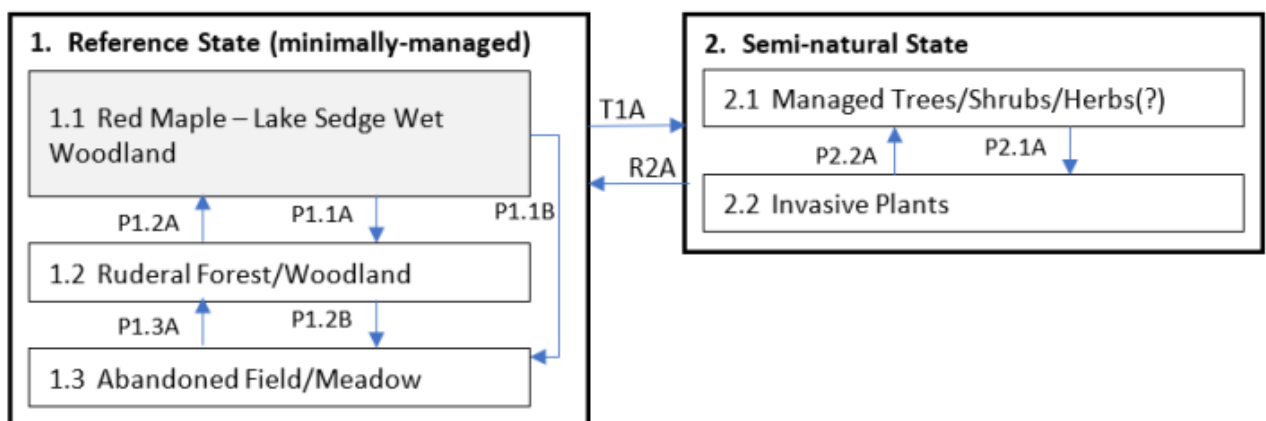 1. Reference State (minimally-managed)
1.1 Red Maple – Lake Sedge Wet
Woodland
P1.2A
P1.1A
P1.1B
1.2 Ruderal Forest/Woodland
P1.3A
P1.2B
1.3 Abandoned Field/Meadow
T1A
R2A
2. Semi-natural State
2.1 Managed Trees/Shrubs/Herbs(?)
P2.2A
P2.1A
2.2 Invasive Plants